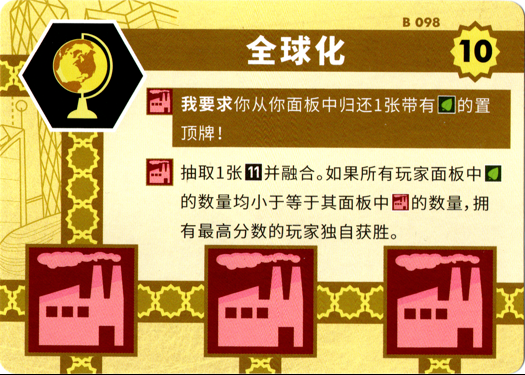 B 098
全球化
10
我要求你从你面板中归还1张带有的置
顶牌!
抽取1张11并融合。如果所有玩家面板中
的数量均小于等于其面板中的数量,拥
有最高分数的玩家独自获胜。